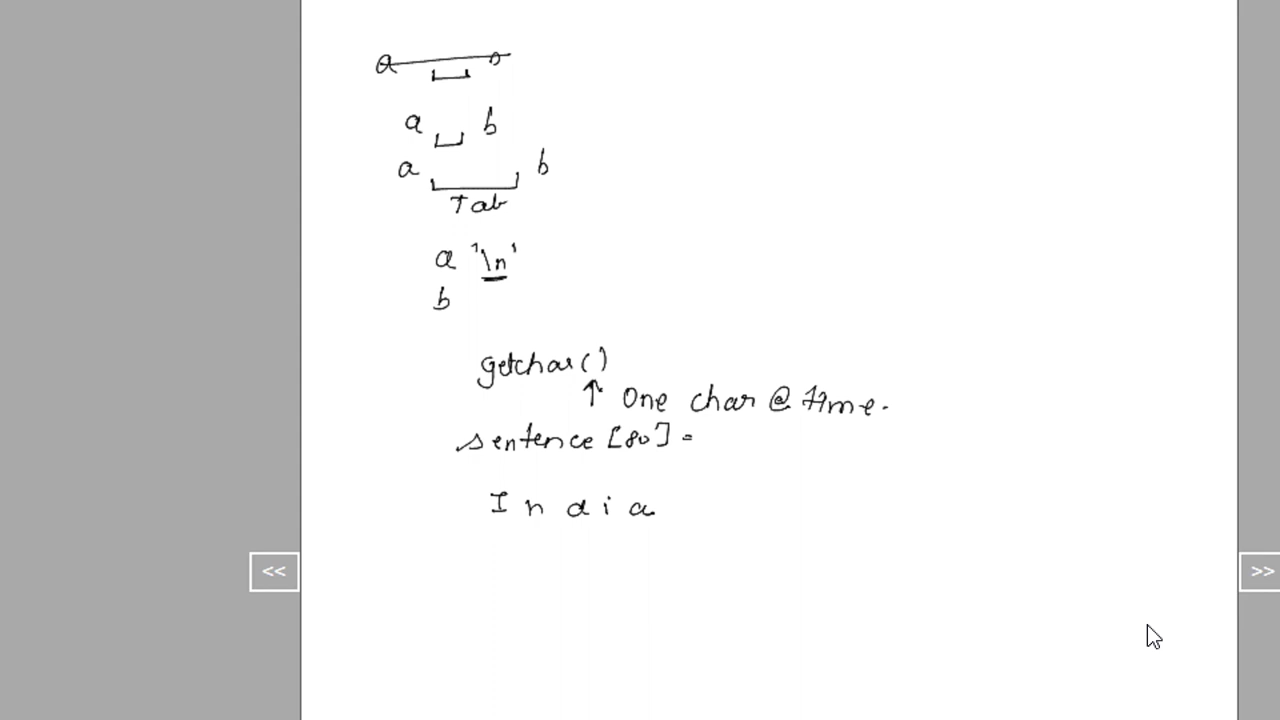 a b
a b
Tab
a '\n'
b
getchar()
↑ One char @ time.
sentence [80] =
I n d i a
<<
>>